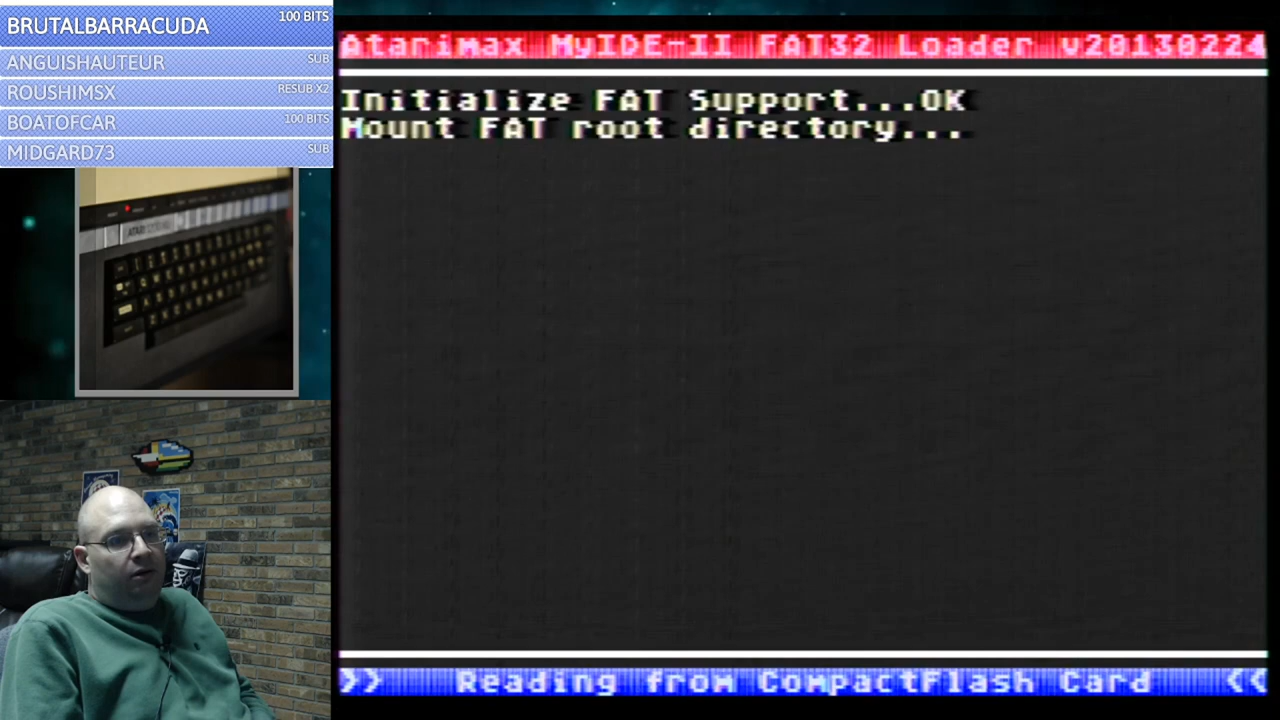 BRUTALBARRACUDA 100 BITS
ANGUISHAUTEUR SUB
ROUSHIMSX RESUB X2
BOATOFCAR 100 BITS
MIDGARD73 SUB
Atarimax MyIDE-II FAT32 Loader v20130224
Initialize FAT Support...OK
Mount FAT root directory...
>> Reading from CompactFlash Card <<